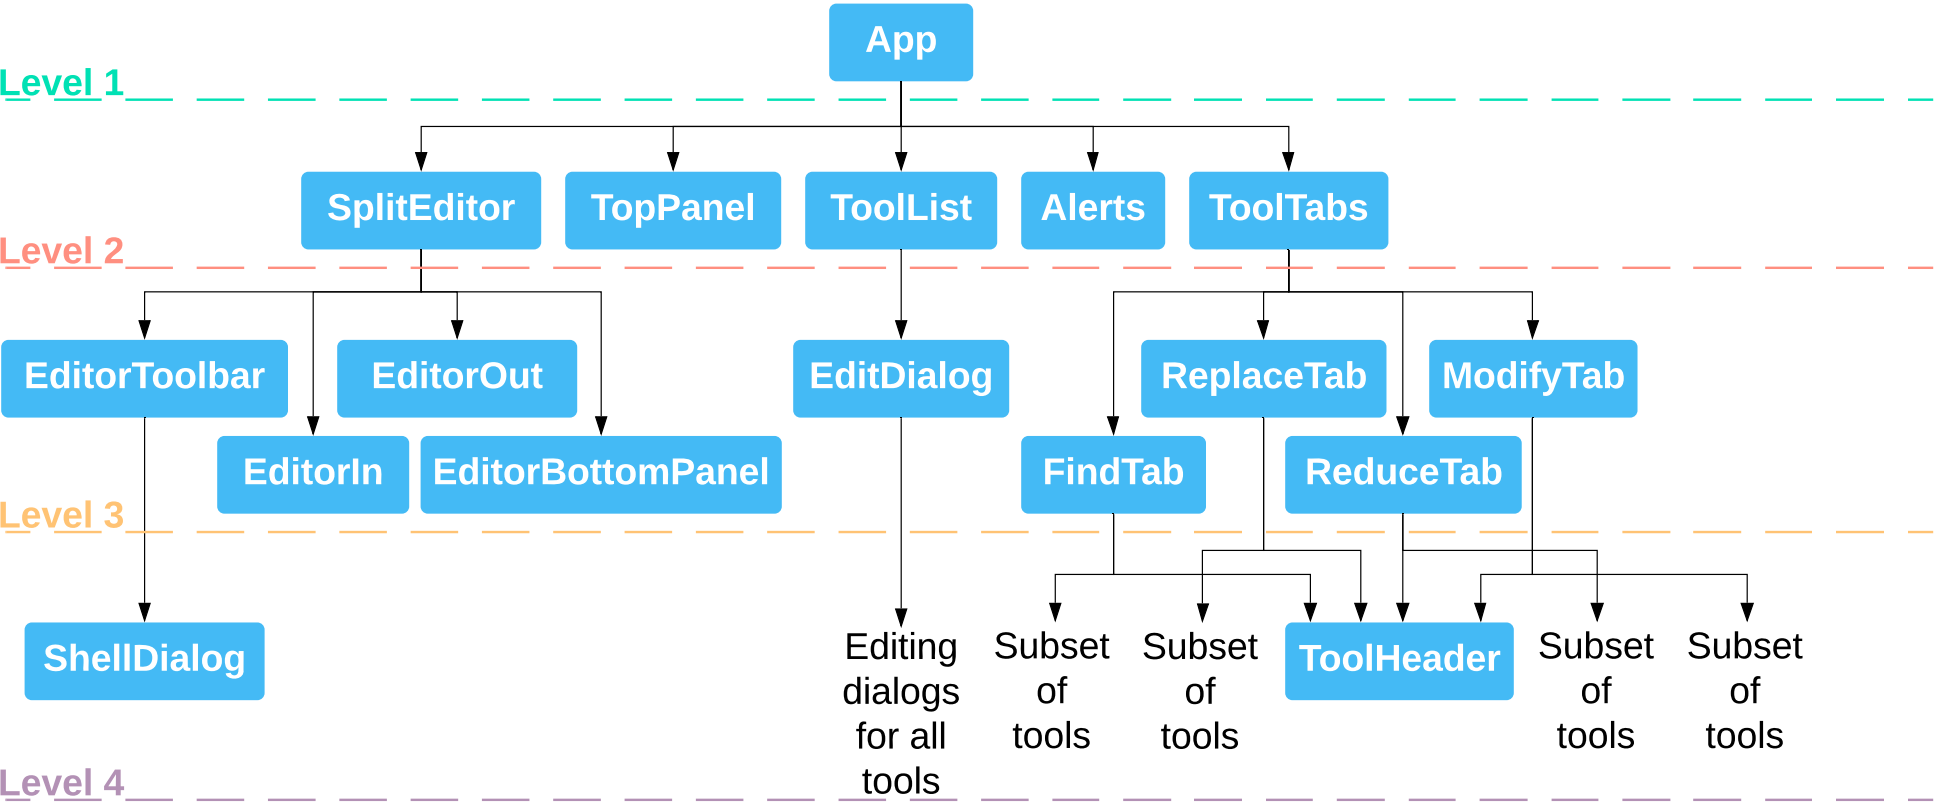 App
Level 1
SplitEditor
TopPanel
ToolList
Alerts
ToolTabs
Level 2
EditorToolbar
EditorOut
EditDialog
ReplaceTab
ModifyTab
EditorIn
EditorBottomPanel
FindTab
ReduceTab
Level 3
ShellDialog
Editing
dialogs
for all
tools
Subset
of
tools
Subset
of
tools
ToolHeader
Subset
of
tools
Subset
of
tools
Level 4